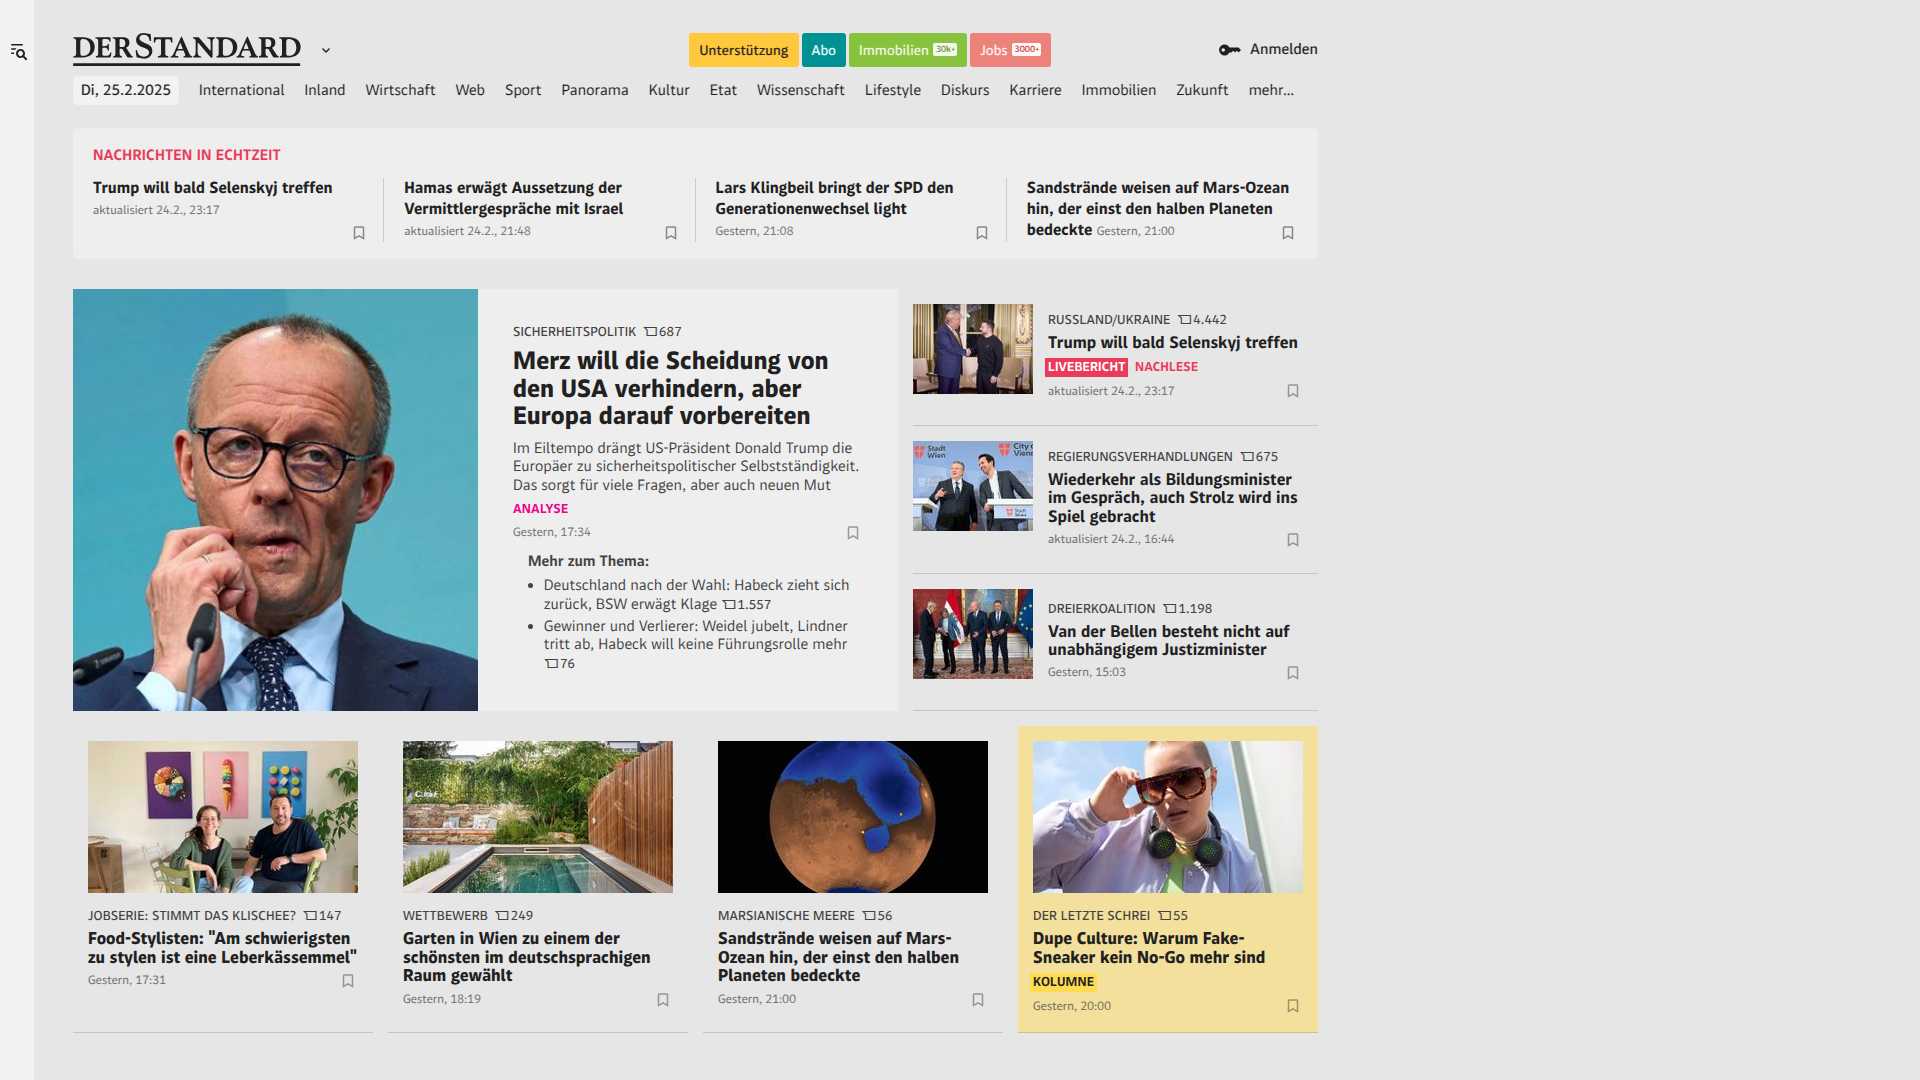 DERSTANDARD
Unterstützung
Abo
Immobilien 30k+
Jobs 3000+
Anmelden
Di, 25.2.2025
International
Inland
Wirtschaft
Web
Sport
Panorama
Kultur
Etat
Wissenschaft
Lifestyle
Diskurs
Karriere
Immobilien
Zukunft
mehr...
NACHRICHTEN IN ECHTZEIT
Trump will bald Selenskyj treffen
aktualisiert 24.2., 23:17
Hamas erwägt Aussetzung der
Vermittlergespräche mit Israel
aktualisiert 24.2., 21:48
Lars Klingbeil bringt der SPD den
Generationenwechsel light
Gestern, 21:08
Sandstrände weisen auf Mars-Ozean
hin, der einst den halben Planeten
bedeckte Gestern, 21:00
SICHERHEITSPOLITIK 687
Merz will die Scheidung von
den USA verhindern, aber
Europa darauf vorbereiten
Im Eiltempo drängt US-Präsident Donald Trump die
Europäer zu sicherheitspolitischer Selbstständigkeit.
Das sorgt für viele Fragen, aber auch neuen Mut
ANALYSE
Gestern, 17:34
Mehr zum Thema:
• Deutschland nach der Wahl: Habeck zieht sich
zurück, BSW erwägt Klage 1.557
• Gewinner und Verlierer: Weidel jubelt, Lindner
tritt ab, Habeck will keine Führungsrolle mehr
76
RUSSLAND/UKRAINE 4.442
Trump will bald Selenskyj treffen
LIVEBERICHT NACHLESE
aktualisiert 24.2., 23:17
Stadt
Wien
City o
Vienn
Stadt
Wien
REGIERUNGSVERHANDLUNGEN 675
Wiederkehr als Bildungsminister
im Gespräch, auch Strolz wird ins
Spiel gebracht
aktualisiert 24.2., 16:44
DREIERKOALITION 1.198
Van der Bellen besteht nicht auf
unabhängigem Justizminister
Gestern, 15:03
JOBSERIE: STIMMT DAS KLISCHEE? 147
Food-Stylisten: "Am schwierigsten
zu stylen ist eine Leberkässemmel"
Gestern, 17:31
WETTBEWERB 249
Garten in Wien zu einem der
schönsten im deutschsprachigen
Raum gewählt
Gestern, 18:19
MARSIANISCHE MEERE 56
Sandstrände weisen auf Mars-
Ozean hin, der einst den halben
Planeten bedeckte
Gestern, 21:00
DER LETZTE SCHREI 55
Dupe Culture: Warum Fake-
Sneaker kein No-Go mehr sind
KOLUMNE
Gestern, 20:00